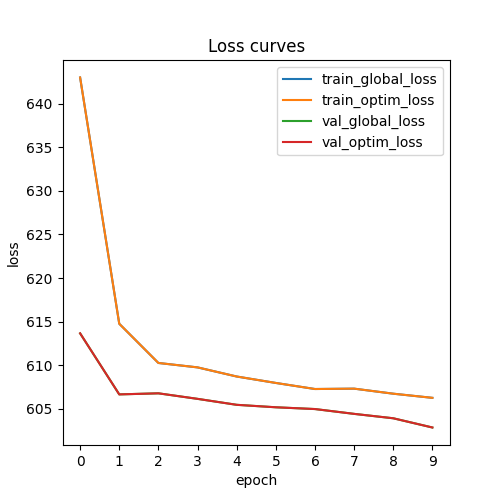 Loss curves
train_global_loss
train_optim_loss
val_global_loss
val_optim_loss
640
635
630
625
620
615
610
605
loss
0 1 2 3 4 5 6 7 8 9
epoch